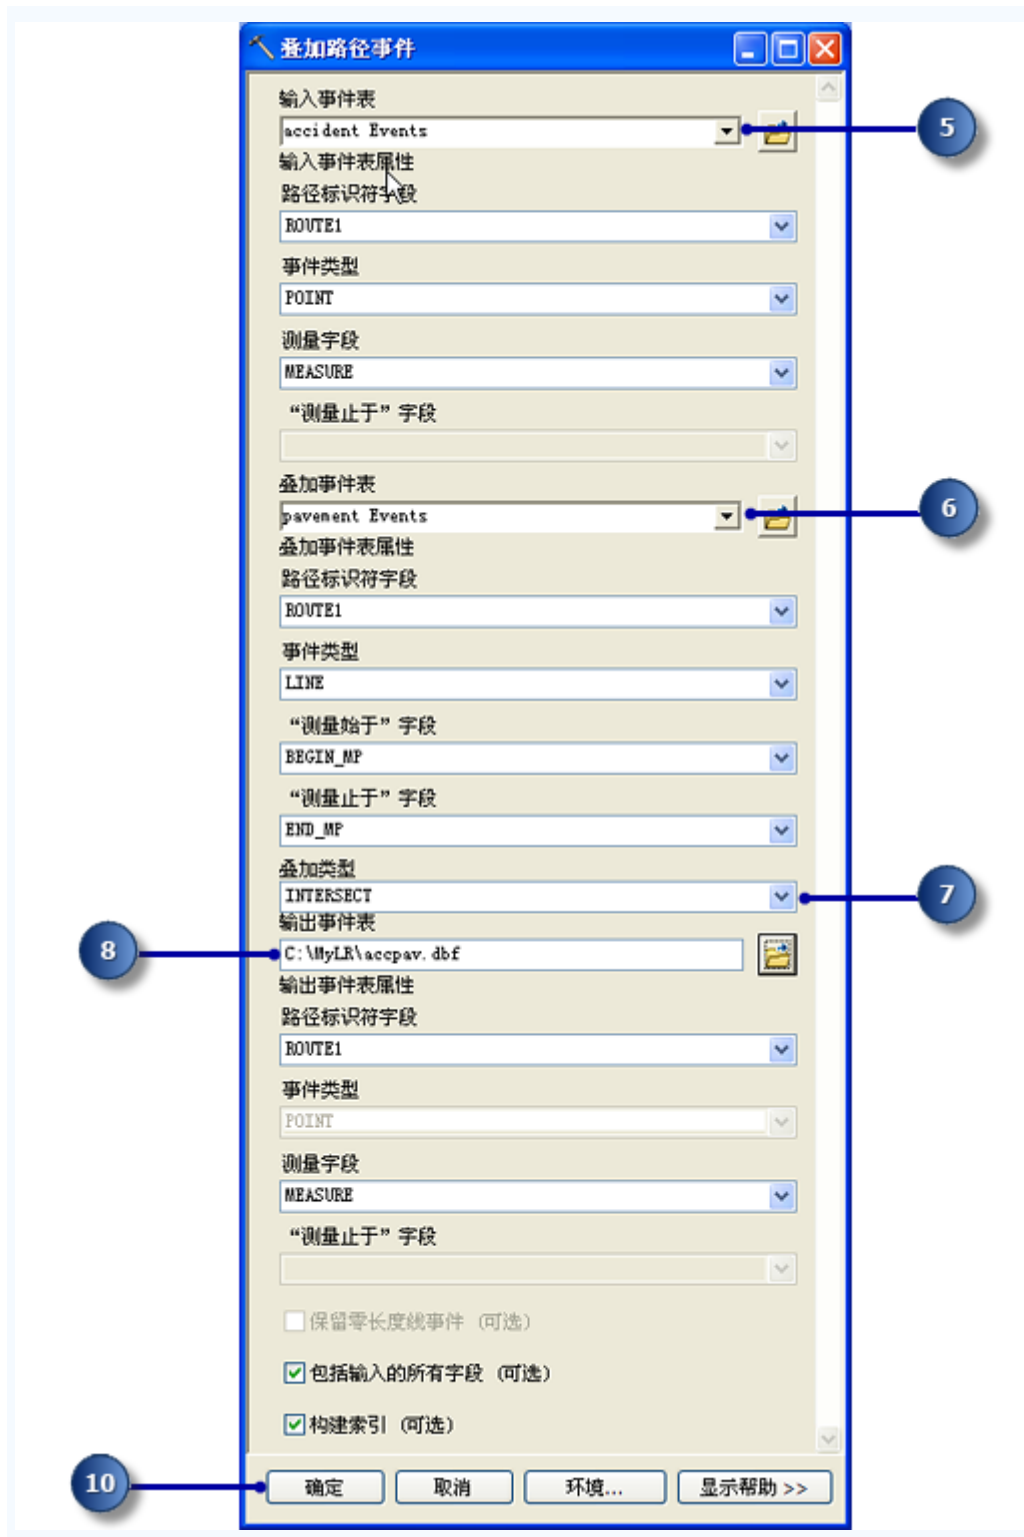 叠加路径事件
输入事件表
accident Events
5
输入事件表属性
路径标识符字段
ROUTE1
事件类型
POINT
测量字段
MEASURE
“测量止于”字段
叠加事件表
pavement Events
6
叠加事件表属性
路径标识符字段
ROUTE1
事件类型
LINE
“测量始于”字段
BEGIN_MP
“测量止于”字段
END_MP
叠加类型
INTERSECT
7
输出事件表
8
C:\MyLR\accpav.dbf
输出事件表属性
路径标识符字段
ROUTE1
事件类型
POINT
测量字段
MEASURE
“测量止于”字段
保留零长度线事件 (可选)
包括输入的所有字段 (可选)
构建索引 (可选)
10
确定 取消 环境... 显示帮助 >>